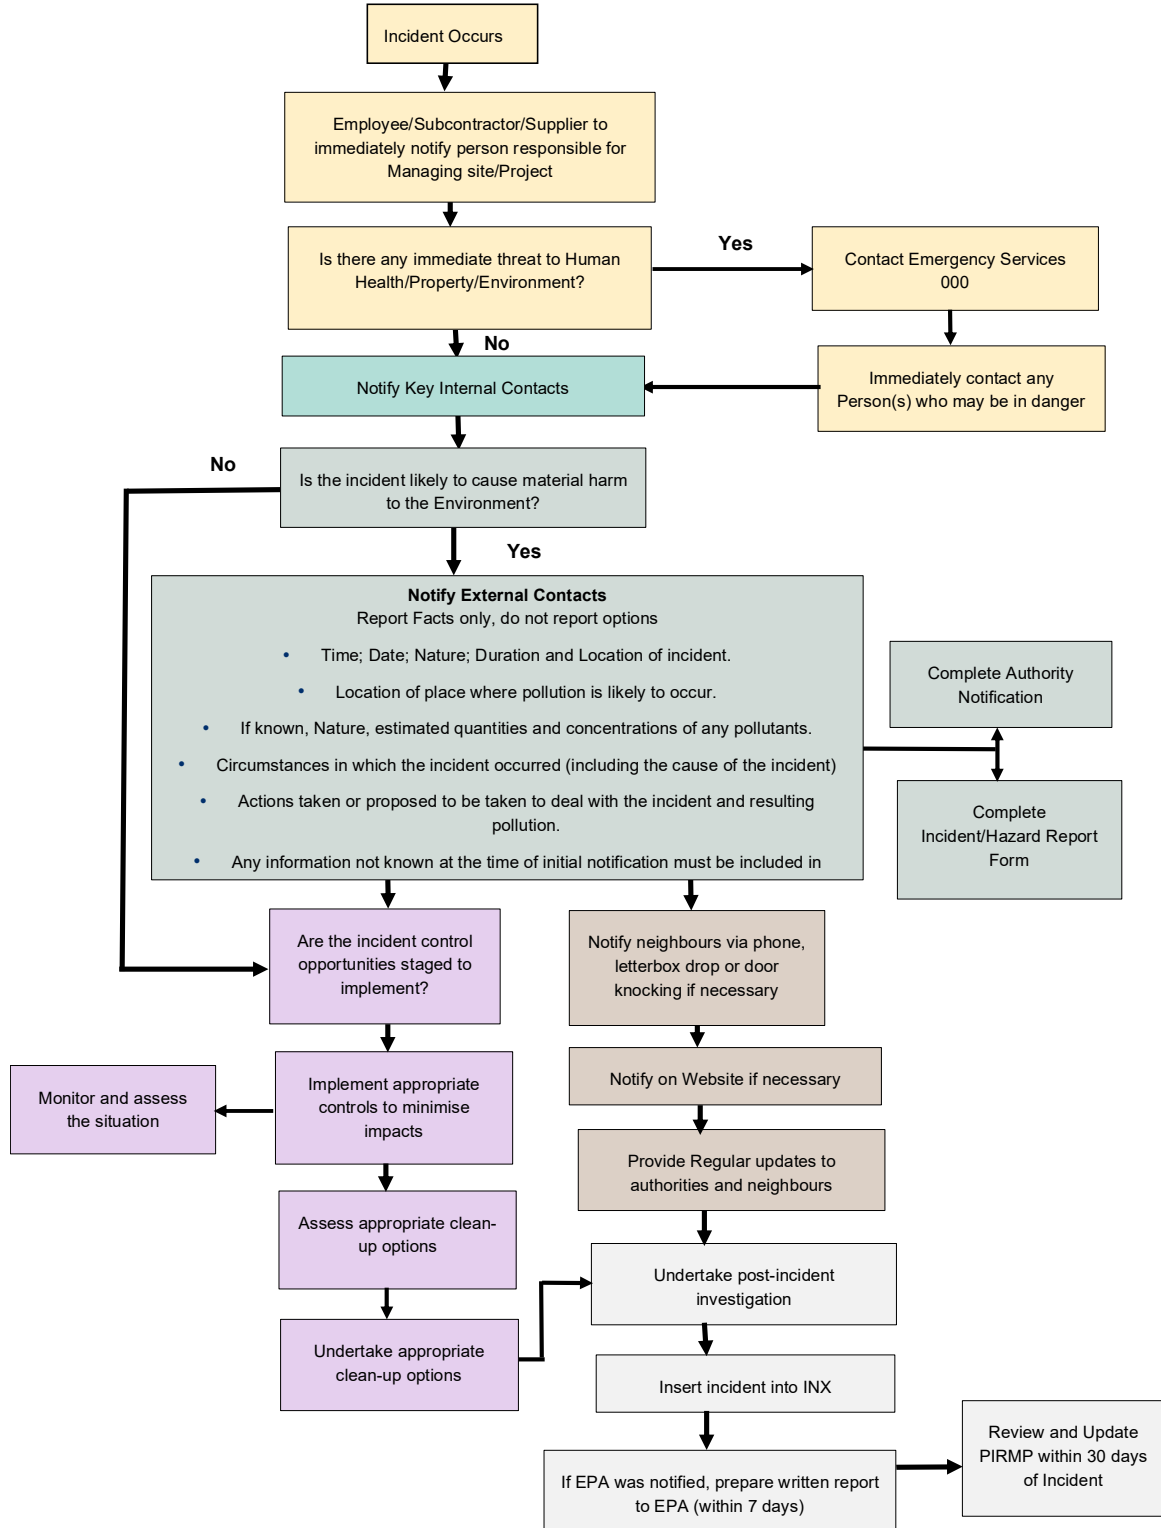 Incident Occurs
Employee/Subcontractor/Supplier to
immediately notify person responsible for
Managing site/Project
Is there any immediate threat to Human
Health/Property/Environment?
Yes
Contact Emergency Services
000
No
Notify Key Internal Contacts
Immediately contact any
Person(s) who may be in danger
No
Is the incident likely to cause material harm
to the Environment?
Yes
Notify External Contacts
Report Facts only, do not report options
• Time; Date; Nature; Duration and Location of incident.
• Location of place where pollution is likely to occur.
• If known, Nature, estimated quantities and concentrations of any pollutants.
• Circumstances in which the incident occurred (including the cause of the incident)
• Actions taken or proposed to be taken to deal with the incident and resulting
pollution.
• Any information not known at the time of initial notification must be included in
Complete Authority
Notification
Complete
Incident/Hazard Report
Form
Are the incident control
opportunities staged to
implement?
Notify neighbours via phone,
letterbox drop or door
knocking if necessary
Monitor and assess
the situation
Implement appropriate
controls to minimise
impacts
Notify on Website if necessary
Provide Regular updates to
authorities and neighbours
Assess appropriate clean-
up options
Undertake post-incident
investigation
Undertake appropriate
clean-up options
Insert incident into INX
If EPA was notified, prepare written report
to EPA (within 7 days)
Review and Update
PIRMP within 30 days
of Incident